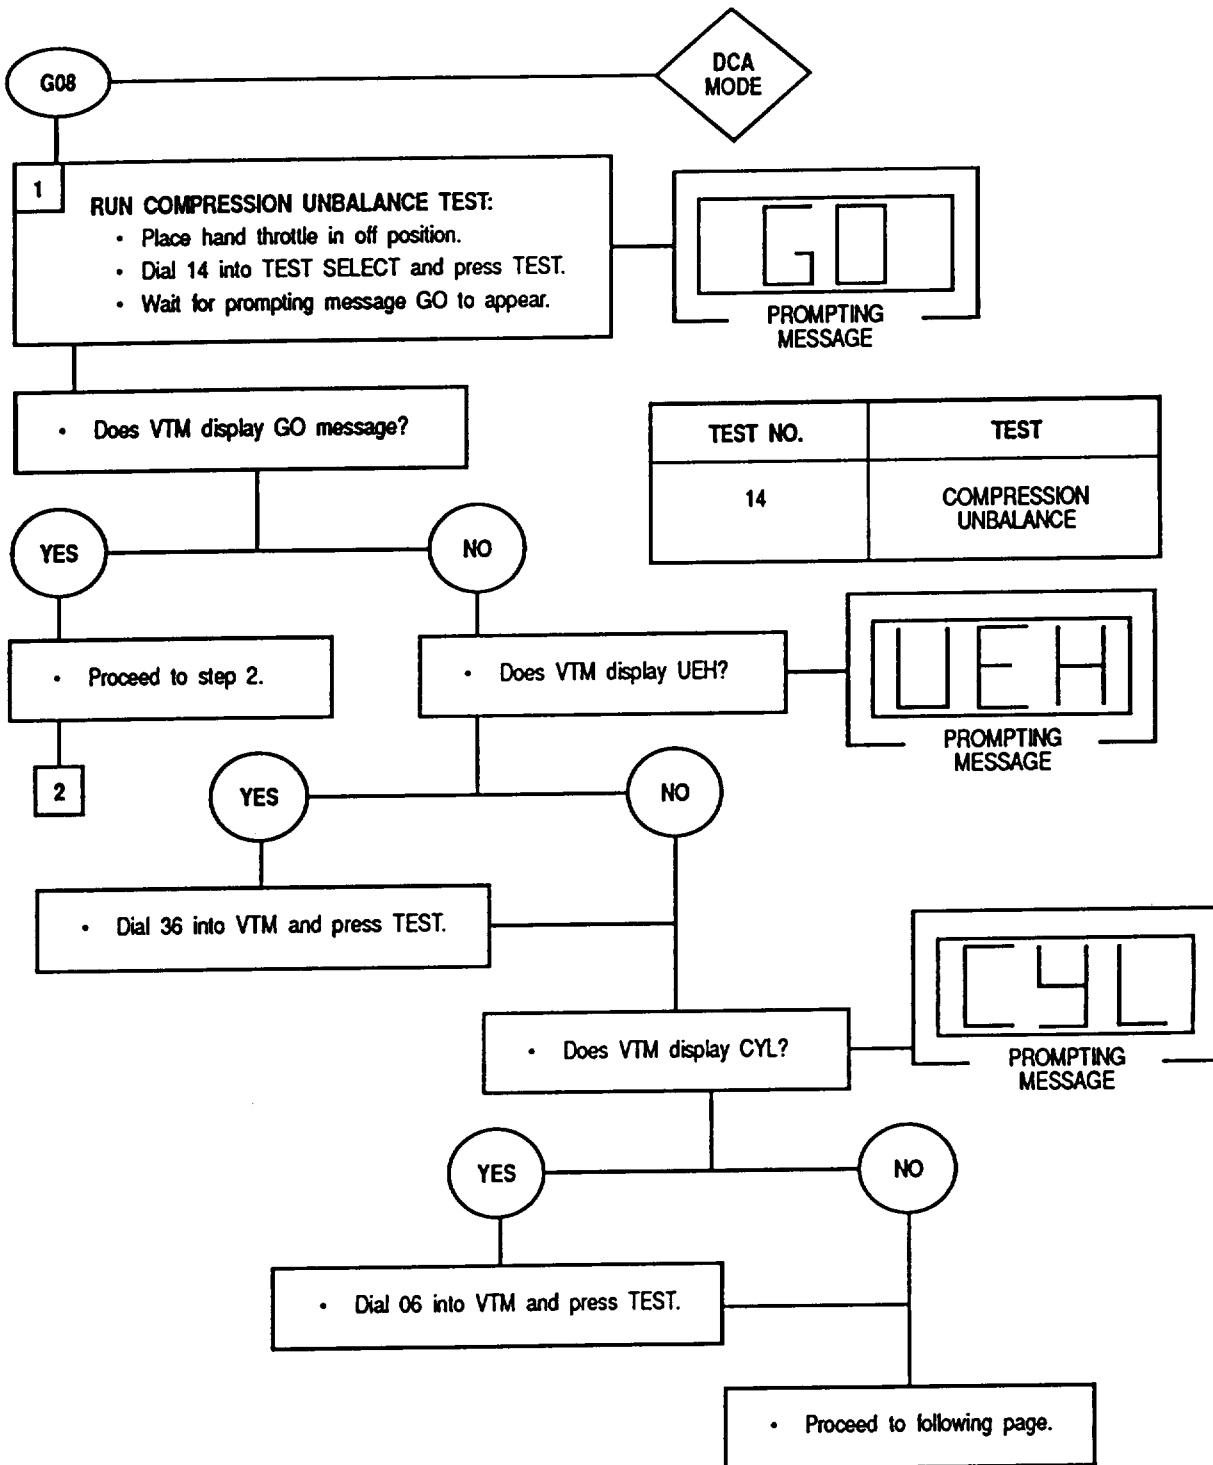 G08
DCA
MODE
1
RUN COMPRESSION UNBALANCE TEST:
• Place hand throttle in off position.
• Dial 14 into TEST SELECT and press TEST.
• Wait for prompting message GO to appear.
GO
PROMPTING
MESSAGE
• Does VTM display GO message?
TEST NO. TEST
14 COMPRESSION
UNBALANCE
YES
NO
• Proceed to step 2.
2
• Does VTM display UEH?
UEH
PROMPTING
MESSAGE
YES
NO
• Dial 36 into VTM and press TEST.
• Does VTM display CYL?
CYL
PROMPTING
MESSAGE
YES
NO
• Dial 06 into VTM and press TEST.
• Proceed to following page.